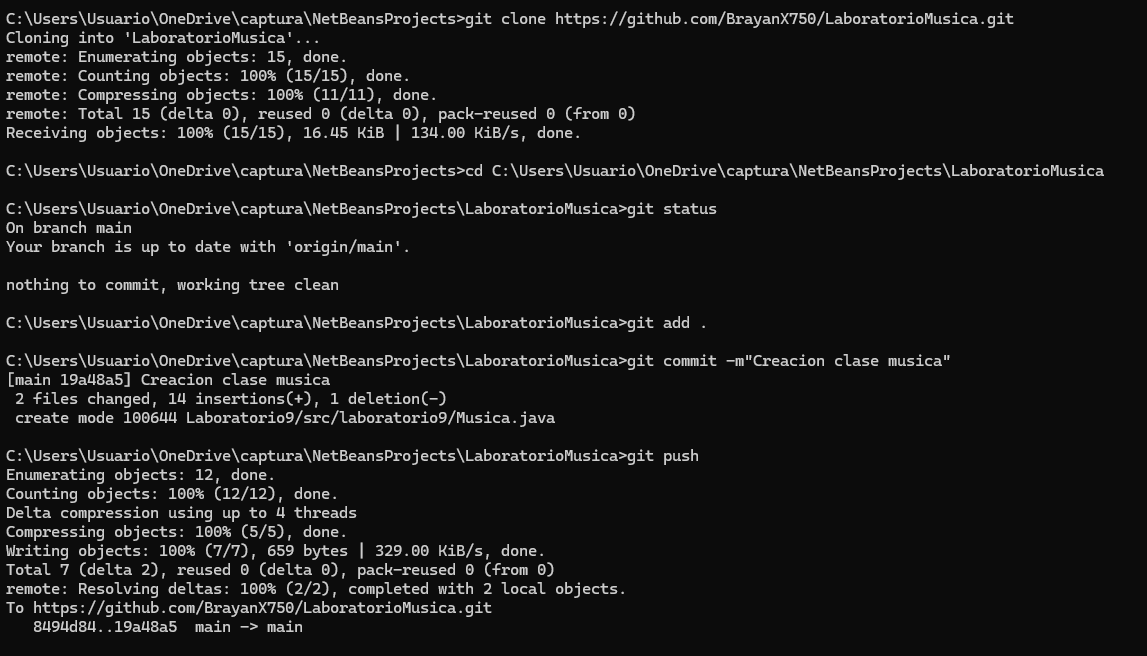 C:\Users\Usuario\OneDrive\captura\NetBeansProjects>git clone https://github.com/BrayanX750/LaboratorioMusica.git
Cloning into 'LaboratorioMusica'...
remote: Enumerating objects: 15, done.
remote: Counting objects: 100% (15/15), done.
remote: Compressing objects: 100% (11/11), done.
remote: Total 15 (delta 0), reused 0 (delta 0), pack-reused 0 (from 0)
Receiving objects: 100% (15/15), 16.45 KiB | 134.00 KiB/s, done.
C:\Users\Usuario\OneDrive\captura\NetBeansProjects>cd C:\Users\Usuario\OneDrive\captura\NetBeansProjects\LaboratorioMusica
C:\Users\Usuario\OneDrive\captura\NetBeansProjects\LaboratorioMusica>git status
On branch main
Your branch is up to date with 'origin/main'.
nothing to commit, working tree clean
C:\Users\Usuario\OneDrive\captura\NetBeansProjects\LaboratorioMusica>git add .
C:\Users\Usuario\OneDrive\captura\NetBeansProjects\LaboratorioMusica>git commit -m"Creacion clase musica"
[main 19a48a5] Creacion clase musica
 2 files changed, 14 insertions(+), 1 deletion(-)
 create mode 100644 Laboratorio9/src/laboratorio9/Musica.java
C:\Users\Usuario\OneDrive\captura\NetBeansProjects\LaboratorioMusica>git push
Enumerating objects: 12, done.
Counting objects: 100% (12/12), done.
Delta compression using up to 4 threads
Compressing objects: 100% (5/5), done.
Writing objects: 100% (7/7), 659 bytes | 329.00 KiB/s, done.
Total 7 (delta 2), reused 0 (delta 0), pack-reused 0 (from 0)
remote: Resolving deltas: 100% (2/2), completed with 2 local objects.
To https://github.com/BrayanX750/LaboratorioMusica.git
   8494d84..19a48a5  main -> main